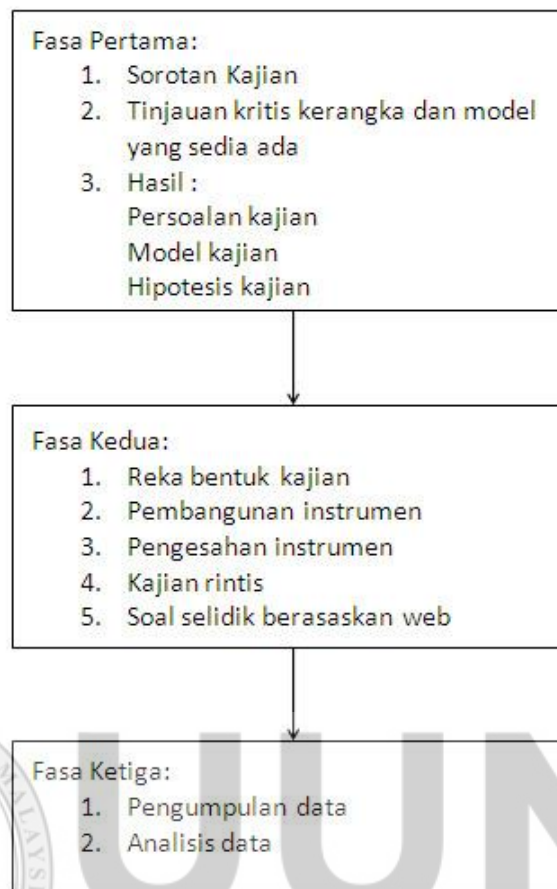 Fasa Pertama:
1. Sorotan Kajian
2. Tinjauan kritis kerangka dan model
yang sedia ada
3. Hasil :
Persoalan kajian
Model kajian
Hipotesis kajian
Fasa Kedua:
1. Reka bentuk kajian
2. Pembangunan instrumen
3. Pengesahan instrumen
4. Kajian rintis
5. Soal selidik berasaskan web
Fasa Ketiga:
1. Pengumpulan data
2. Analisis data
UUN
MALAYS